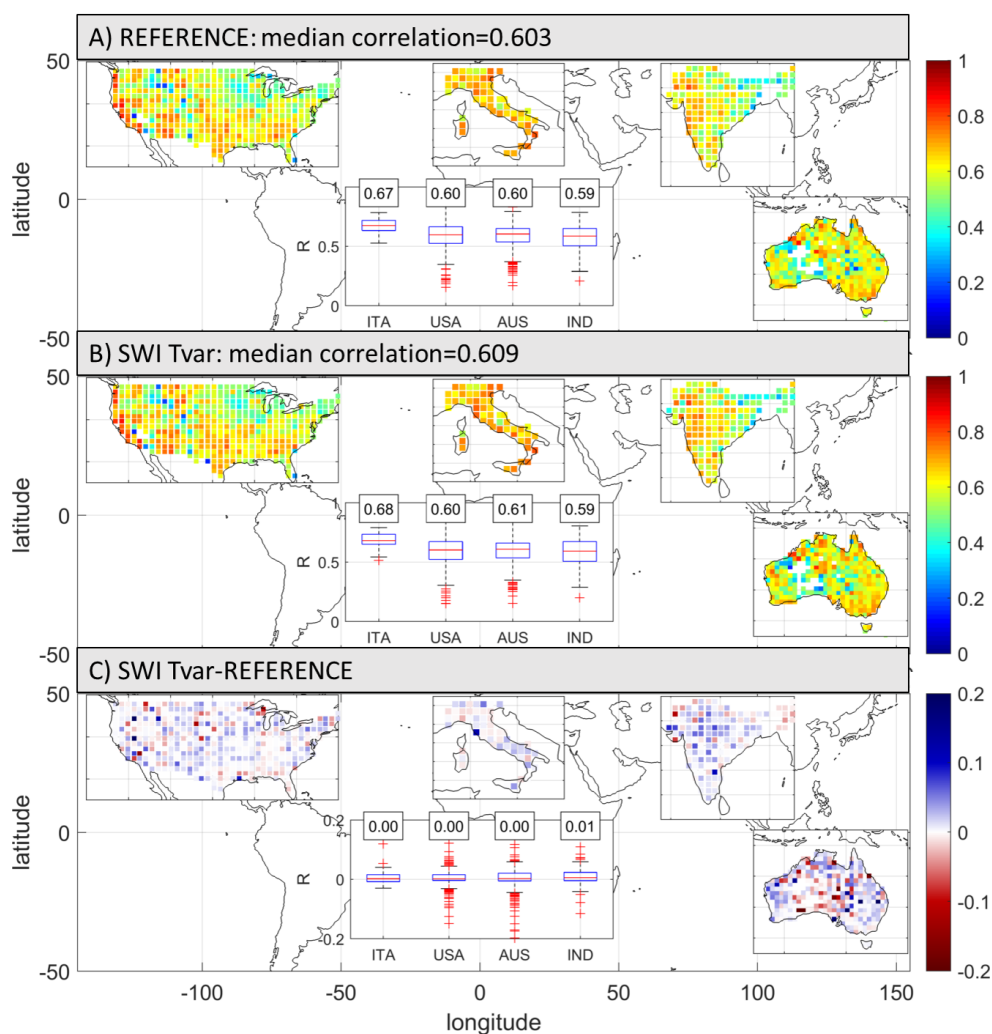 A) REFERENCE: median correlation=0.603
50
0
-50
latitude
1
0.8
0.6
0.4
0.2
0
0.67 0.60 0.60 0.59
R
0.5
0
ITA USA AUS IND
B) SWI Tvar: median correlation=0.609
50
0
-50
latitude
1
0.8
0.6
0.4
0.2
0
0.68 0.60 0.61 0.59
R
0.5
0
ITA USA AUS IND
C) SWI Tvar-REFERENCE
50
0
-50
latitude
0.2
0.1
0
-0.1
-0.2
0.00 0.00 0.00 0.01
0.2
R
0
-0.2
ITA USA AUS IND
-100 -50 0 50 100 150
longitude